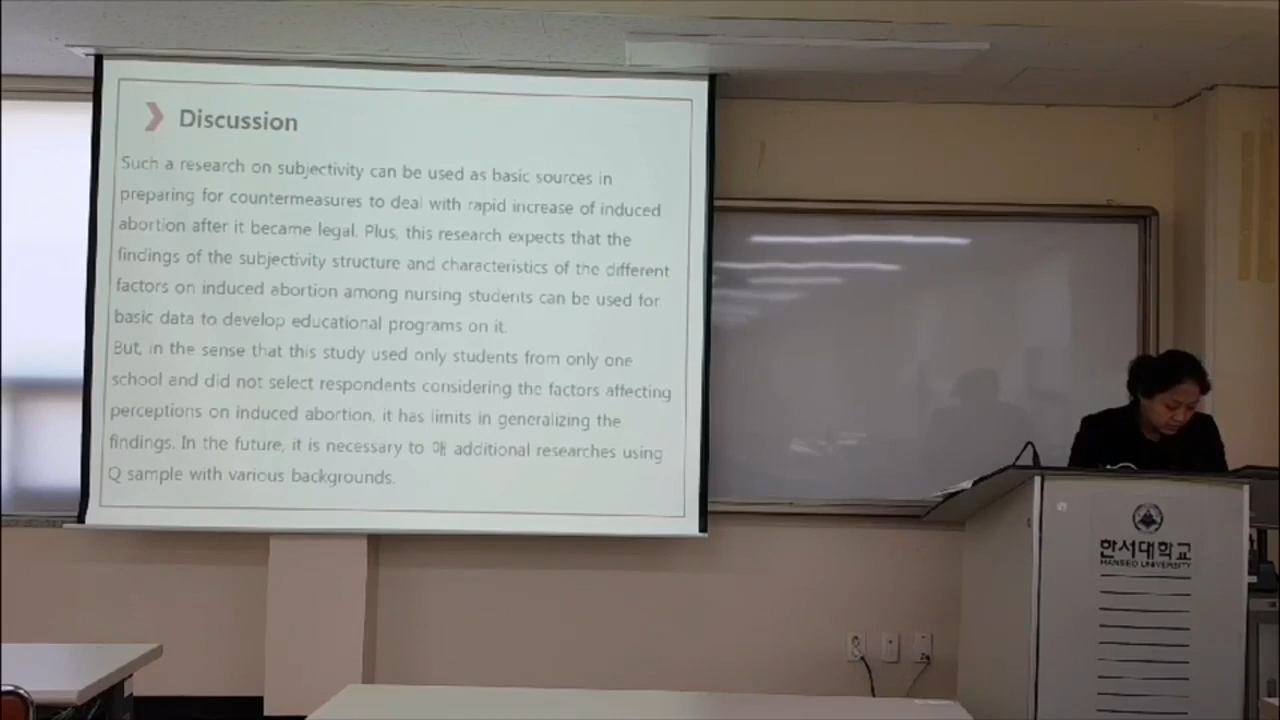 Discussion
Such a research on subjectivity can be used as basic sources in
preparing for countermeasures to deal with rapid increase of induced
abortion after it became legal. Plus, this research expects that the
findings of the subjectivity structure and characteristics of the different
factors on induced abortion among nursing students can be used for
basic data to develop educational programs on it.
But, in the sense that this study used only students from only one
school and did not select respondents considering the factors affecting
perceptions on induced abortion, it has limits in generalizing the
findings. In the future, it is necessary to 애 additional researches using
Q sample with various backgrounds.
한서대학교
HANSEO UNIVERSITY